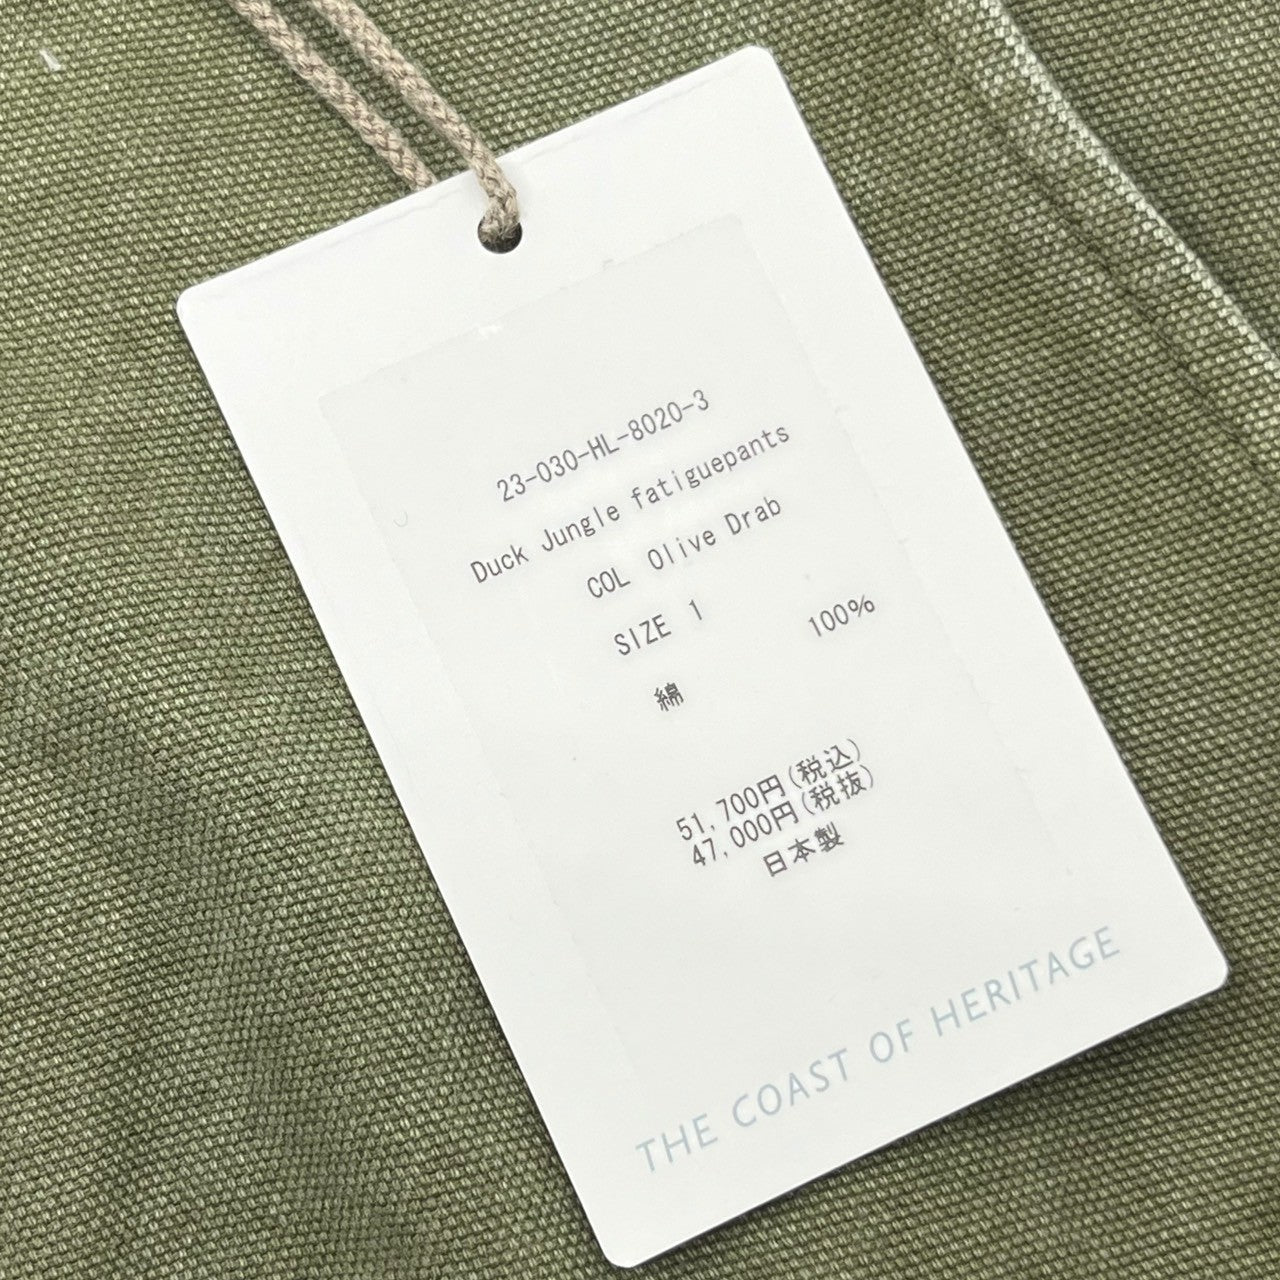 23-030-HL-8020-3
Duck Jungle fatiguepants
COL Olive Drab
SIZE 1
綿 100%
51,700円(税込)
47,000円(税抜)
日本製
THE COAST OF HERITAGE